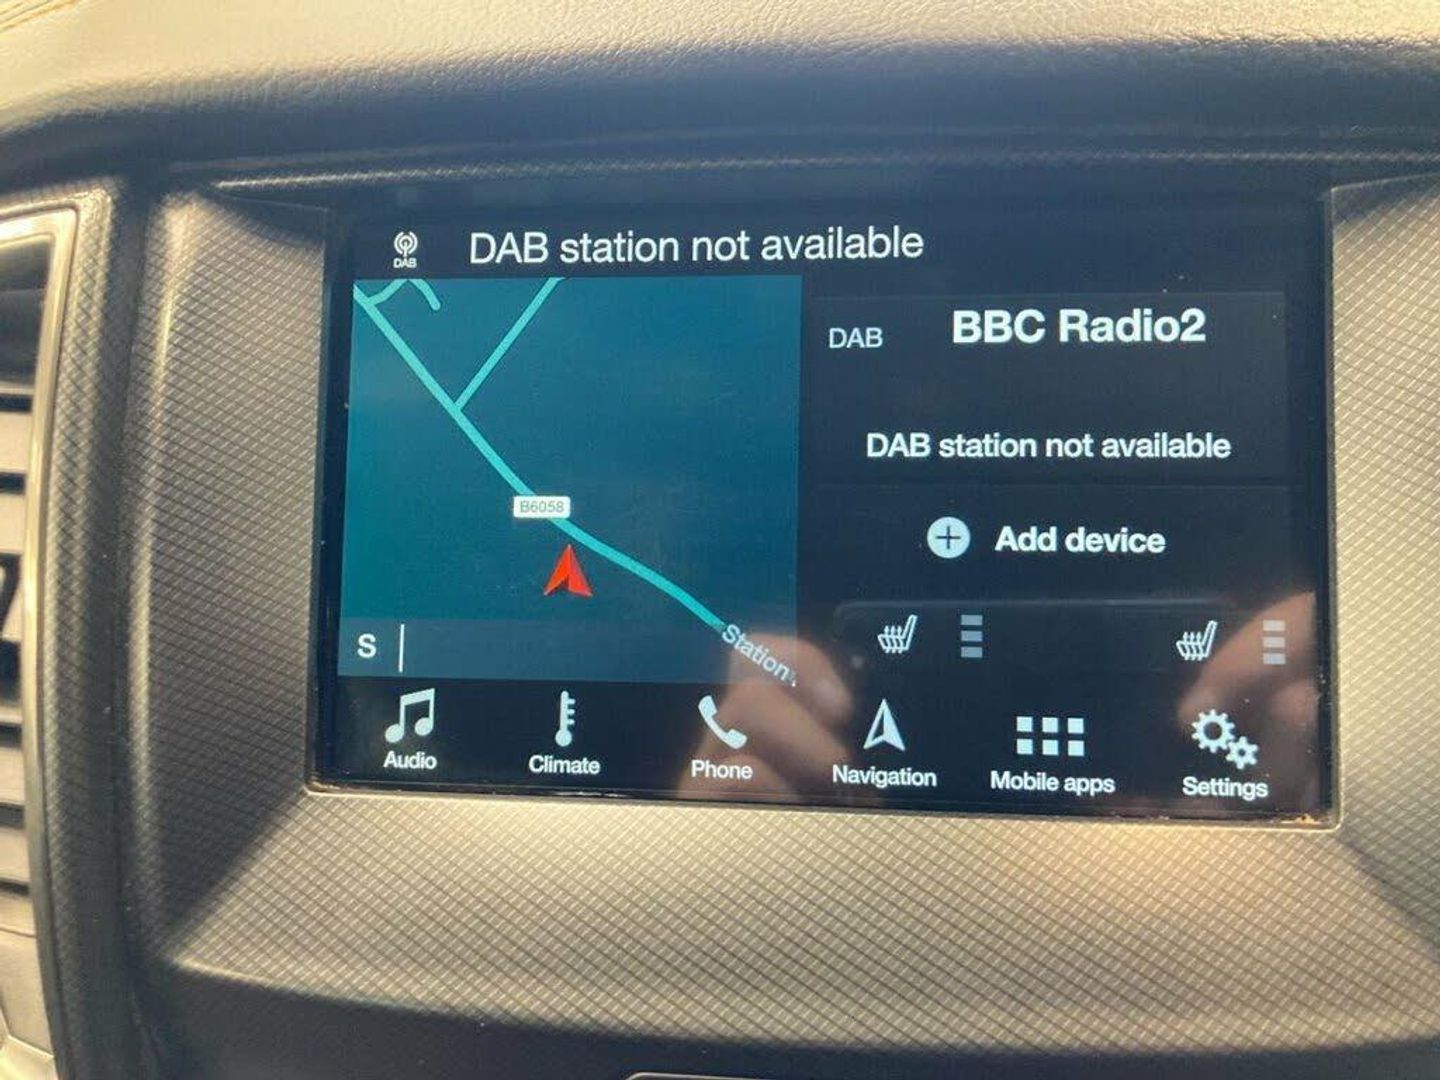 DAB
DAB station not available
DAB
BBC Radio2
DAB station not available
B6058
Add device
S
Station
Audio
Climate
Phone
Navigation
Mobile apps
Settings